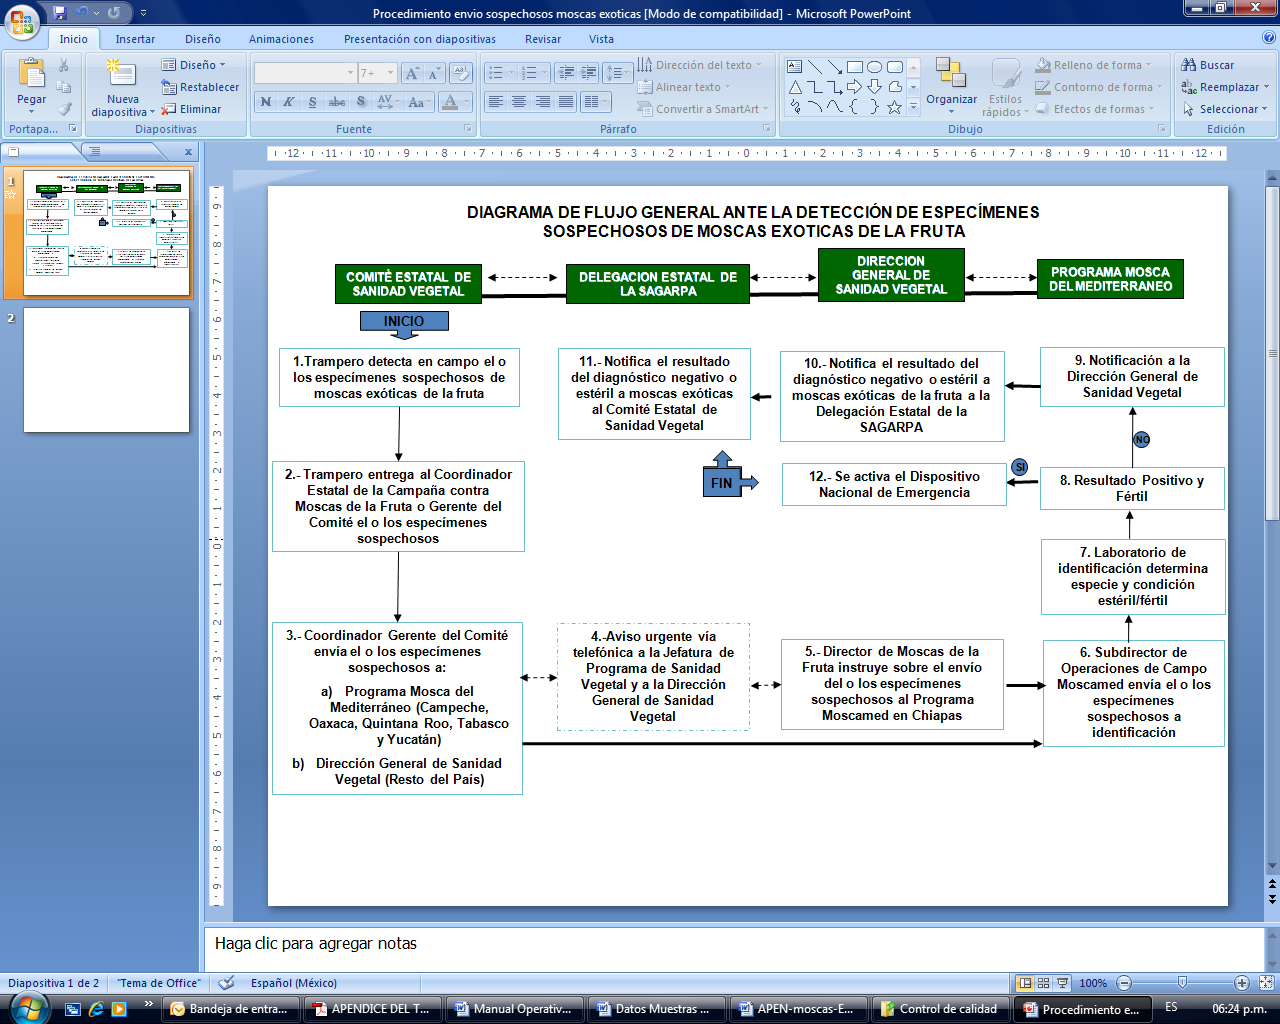 Procedimiento envio sospechosos moscas exoticas [Modo de compatibilidad] - Microsoft PowerPoint
Inicio
Insertar
Diseño
Animaciones
Presentación con diapositivas
Revisar
Vista
Pegar
Portapa...
Nueva
diapositiva
Diseño
Restablecer
Eliminar
Diapositivas
7+
N K S abc S AV Aa A
Fuente
Dirección del texto
Alinear texto
Convertir a SmartArt
Párrafo
Organizar
Estilos
rápidos
Relleno de forma
Contorno de forma
Efectos de formas
Dibujo
Buscar
Reemplazar
Seleccionar
Edición
1
2
DIAGRAMA DE FLUJO GENERAL ANTE LA DETECCIÓN DE ESPECÍMENES
SOSPECHOSOS DE MOSCAS EXOTICAS DE LA FRUTA
COMITÉ ESTATAL DE
SANIDAD VEGETAL
DELEGACION ESTATAL DE
LA SAGARPA
DIRECCION
GENERAL DE
SANIDAD VEGETAL
PROGRAMA MOSCA
DEL MEDITERRANEO
INICIO
1.Trampero detecta en campo el o
los especímenes sospechosos de
moscas exóticas de la fruta
11.- Notifica el resultado
del diagnóstico negativo o
estéril a moscas exóticas
al Comité Estatal de
Sanidad Vegetal
10.- Notifica el resultado del
diagnóstico negativo o estéril a
moscas exóticas de la fruta a la
Delegación Estatal de la
SAGARPA
9. Notificación a la
Dirección General de
Sanidad Vegetal
NO
2.- Trampero entrega al Coordinador
Estatal de la Campaña contra
Moscas de la Fruta o Gerente del
Comité el o los especímenes
sospechosos
FIN
12.- Se activa el Dispositivo
Nacional de Emergencia
SI
8. Resultado Positivo y
Fértil
7. Laboratorio de
identificación determina
especie y condición
estéril/fértil
3.- Coordinador Gerente del Comité
envía el o los especímenes
sospechosos a:
a) Programa Mosca del
Mediterráneo (Campeche,
Oaxaca, Quintana Roo, Tabasco
y Yucatán)
b) Dirección General de Sanidad
Vegetal (Resto del País)
4.-Aviso urgente vía
telefónica a la Jefatura de
Programa de Sanidad
Vegetal y a la Dirección
General de Sanidad
Vegetal
5.- Director de Moscas de la
Fruta instruye sobre el envío
del o los especímenes
sospechosos al Programa
Moscamed en Chiapas
6. Subdirector de
Operaciones de Campo
Moscamed envía el o los
especímenes
sospechosos a
identificación
Haga clic para agregar notas
Diapositiva 1 de 2
"Tema de Office"
Español (México)
100%
Bandeja de entra...
APENDICE DEL T...
Manual Operativ...
Datos Muestras ...
APEN-moscas-E...
Control de calidad
Procedimiento e...
ES
06:24 p.m.